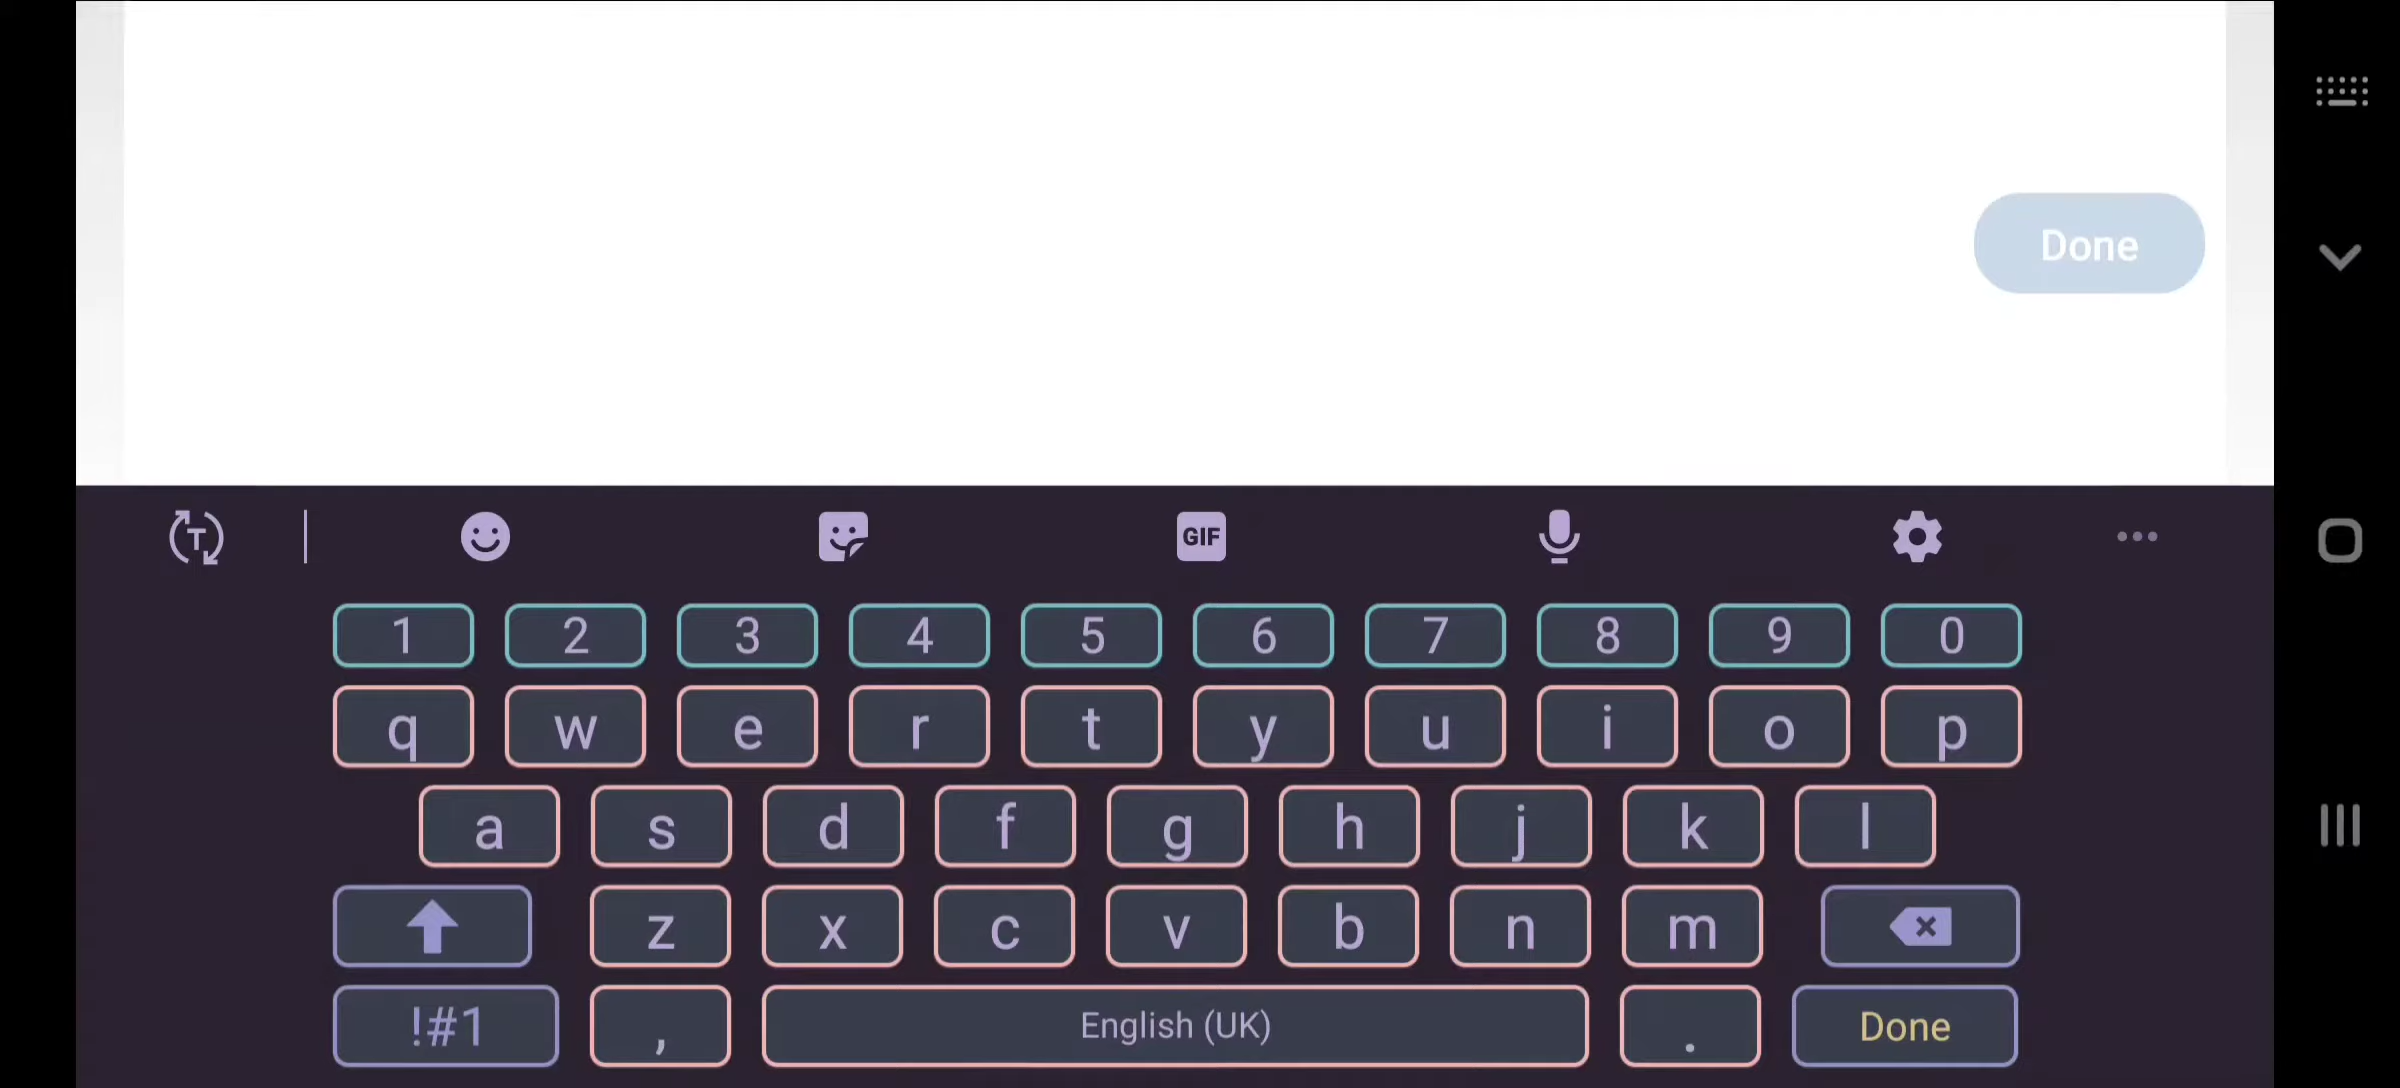 Done
T GIF
1 2 3 4 5 6 7 8 9 0
q w e r t y u i o p
a s d f g h j k l
z x c v b n m
!#1 , English (UK) . Done